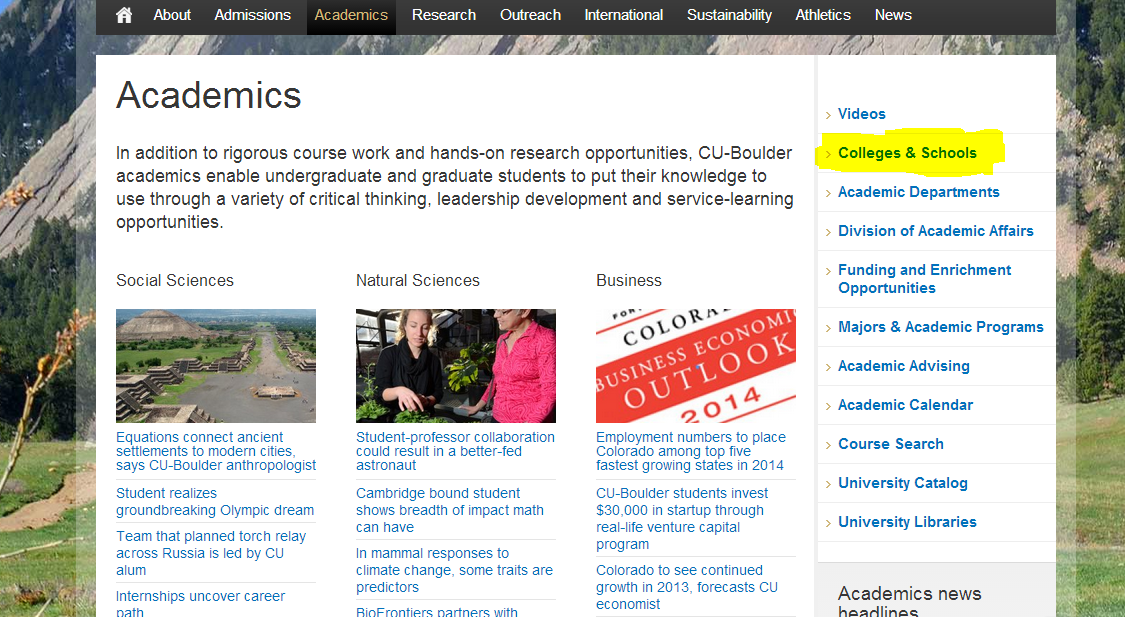 About Admissions Academics Research Outreach International Sustainability Athletics News
Academics
In addition to rigorous course work and hands-on research opportunities, CU-Boulder
academics enable undergraduate and graduate students to put their knowledge to
use through a variety of critical thinking, leadership development and service-learning
opportunities.
Social Sciences
Equations connect ancient
settlements to modern cities,
says CU-Boulder anthropologist
Student realizes
groundbreaking Olympic dream
Team that planned torch relay
across Russia is led by CU
alum
Internships uncover career
path
Natural Sciences
Student-professor collaboration
could result in a better-fed
astronaut
Cambridge bound student
shows breadth of impact math
can have
In mammal responses to
climate change, some traits are
predictors
BioFrontiers partners with
Business
COLORA
BUSINESS ECONOMIC
OUTLOOK
2014
Employment numbers to place
Colorado among top five
fastest growing states in 2014
CU-Boulder students invest
$30,000 in startup through
real-life venture capital
program
Colorado to see continued
growth in 2013, forecasts CU
economist
Videos
Colleges & Schools
Academic Departments
Division of Academic Affairs
Funding and Enrichment
Opportunities
Majors & Academic Programs
Academic Advising
Academic Calendar
Course Search
University Catalog
University Libraries
Academics news
headlines